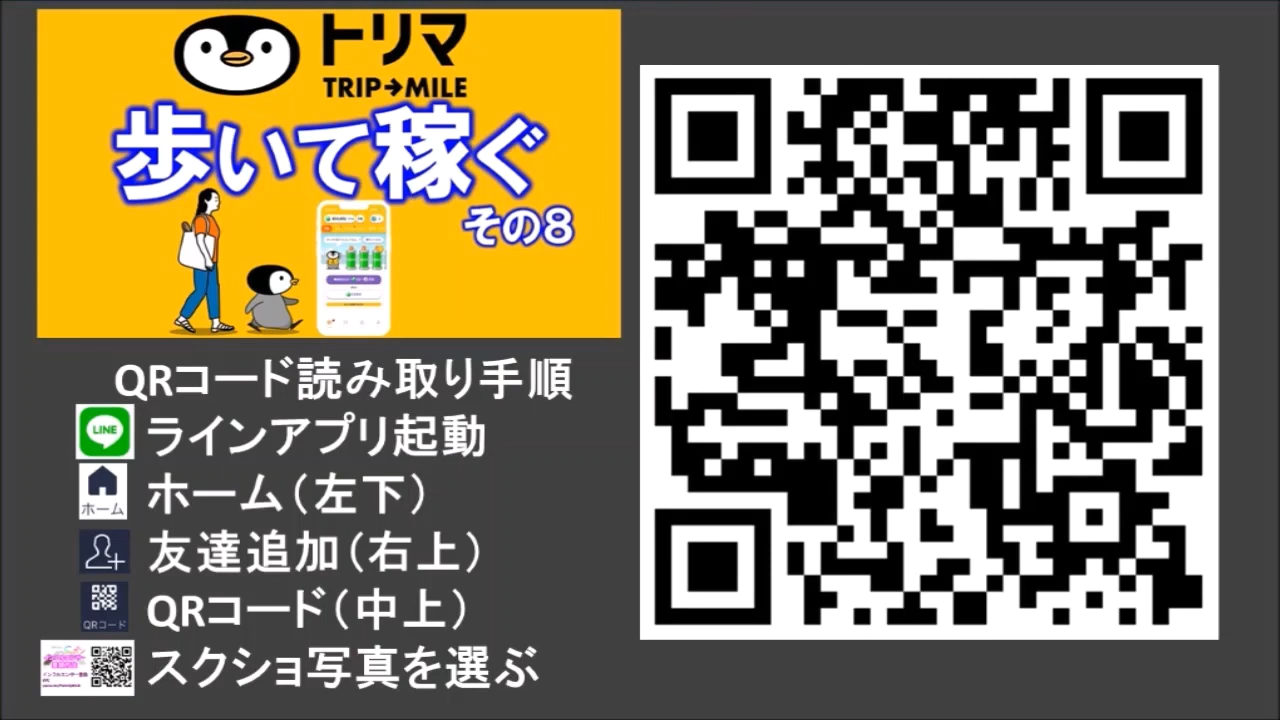 トリマ
TRIP→MILE
歩いて稼ぐ
その8
QRコード読み取り手順
LINE
ラインアプリ起動
ホーム
ホーム（左下）
友達追加（右上）
QRコード
QRコード（中上）
スクショ写真を選ぶ